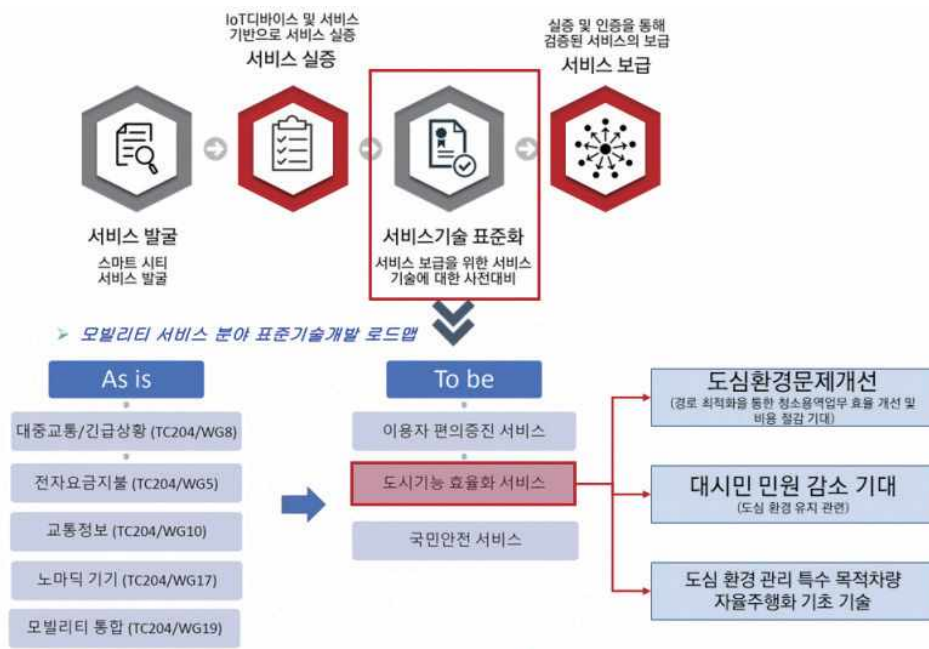 IoT디바이스 및 서비스
기반으로 서비스 실증
서비스 실증
실증 및 인증을 통해
검증된 서비스의 보급
서비스 보급
서비스 발굴
스마트 시티
서비스 발굴
서비스기술 표준화
서비스 보급을 위한 서비스
기술에 대한 사전대비
➢ 모빌리티 서비스 분야 표준기술개발 로드맵
As is
대중교통/긴급상황 (TC204/WG8)
전자요금지불 (TC204/WG5)
교통정보 (TC204/WG10)
노마딕 기기 (TC204/WG17)
모빌리티 통합 (TC204/WG19)
To be
이용자 편의증진 서비스
도시기능 효율화 서비스
국민안전 서비스
도심환경문제개선
(경로 최적화을 통한 청소용역업무 효율 개선 및
비용 절감 기대)
대시민 민원 감소 기대
(도심 환경 유지 관련)
도심 환경 관리 특수 목적차량
자율주행화 기초 기술